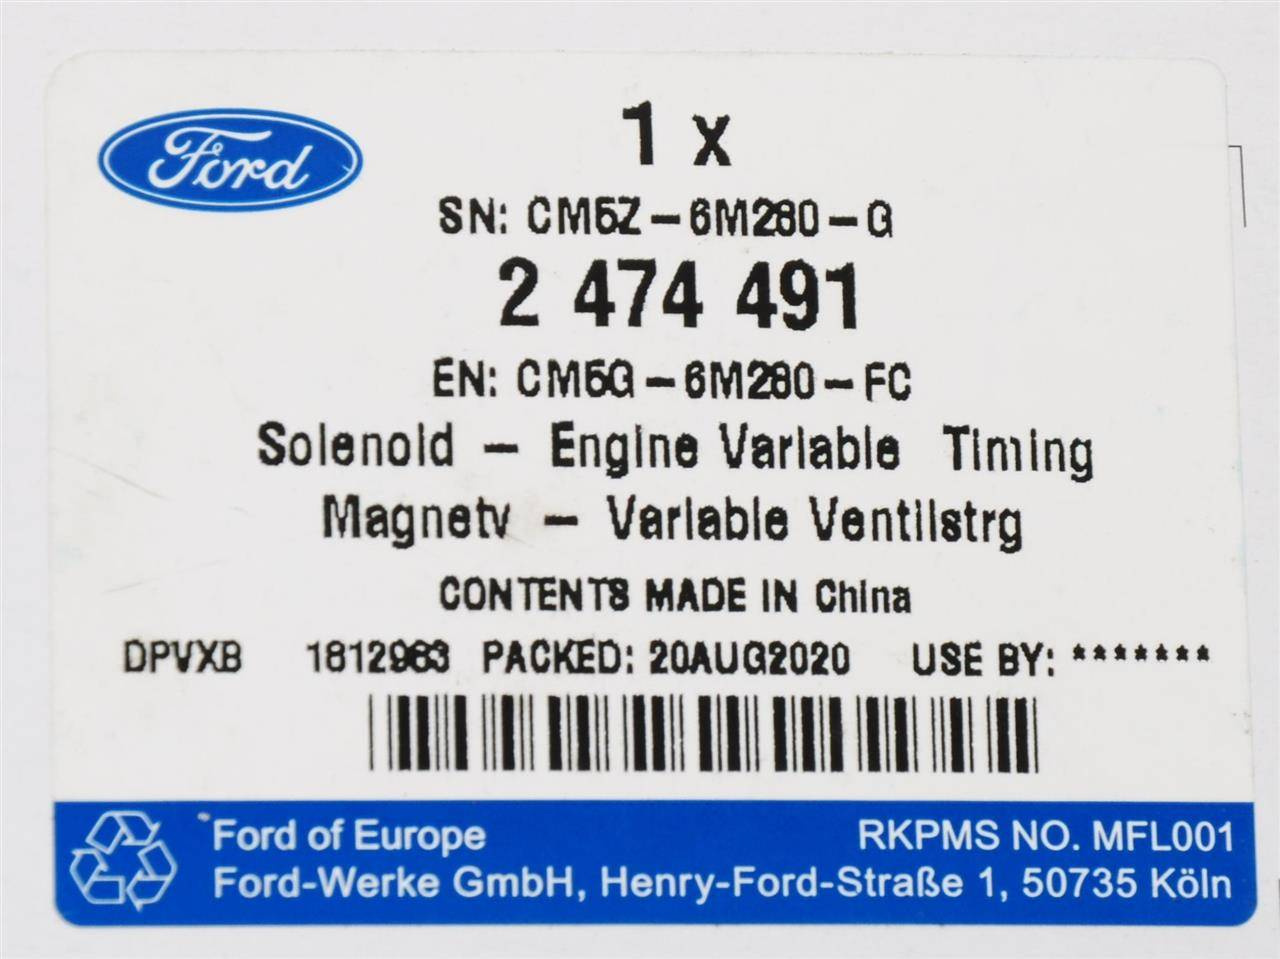 Ford
1 x
SN: CM5Z-6M280-G
2 474 491
EN: CM5G-6M280-FC
Solenoid - Engine Variable Timing
Magnetv - Variable Ventilstrg
CONTENTS MADE IN China
DPVXB 1812963 PACKED: 20AUG2020 USE BY: *******
Ford of Europe RKPMS NO. MFL001
Ford-Werke GmbH, Henry-Ford-Straße 1, 50735 Köln